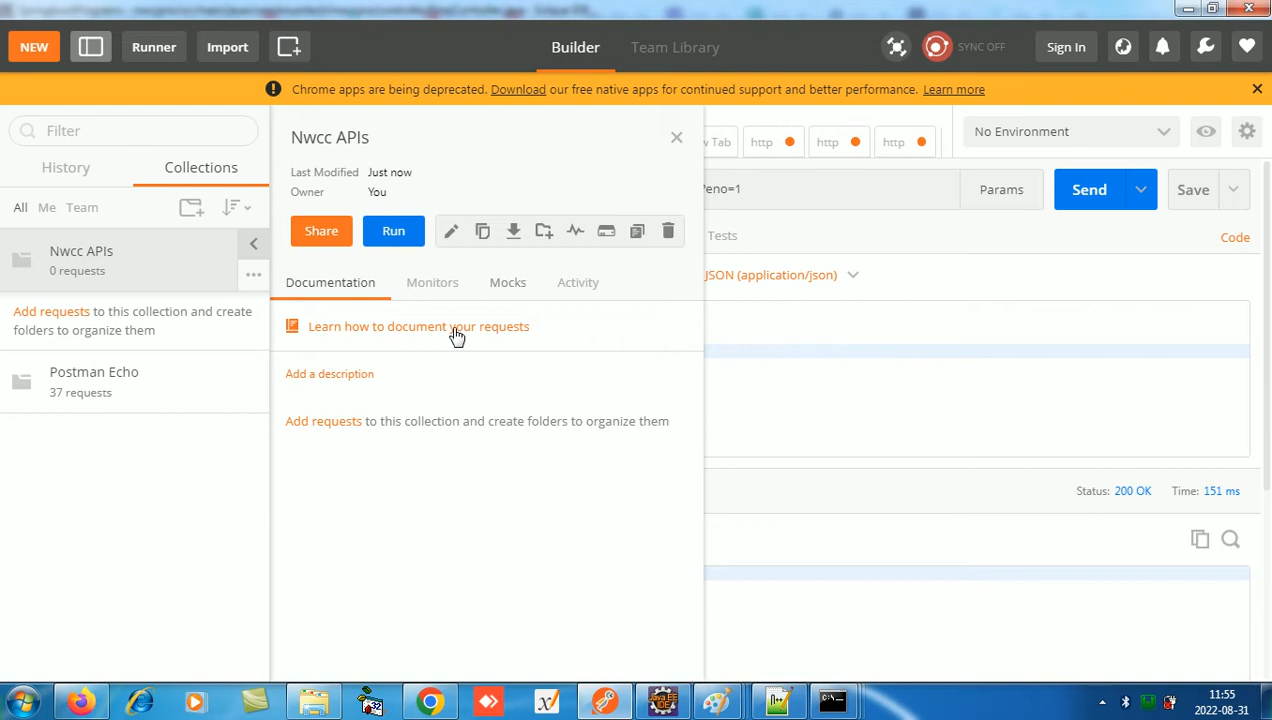 NEW
Runner
Import
Builder
Team Library
SYNC OFF
Sign In
Chrome apps are being deprecated. Download our free native apps for continued support and better performance. Learn more
Filter
History
Collections
All
Me
Team
Nwcc APIs
0 requests
Add requests to this collection and create
folders to organize them
Postman Echo
37 requests
Nwcc APIs
Last Modified Just now
Owner You
Share
Run
Documentation
Monitors
Mocks
Activity
Learn how to document your requests
Add a description
Add requests to this collection and create folders to organize them
Tab
http
http
http
No Environment
?eno=1
Params
Send
Save
Tests
Code
JSON (application/json)
Status: 200 OK
Time: 151 ms
32
Java EE
IDE
11:55
2022-08-31